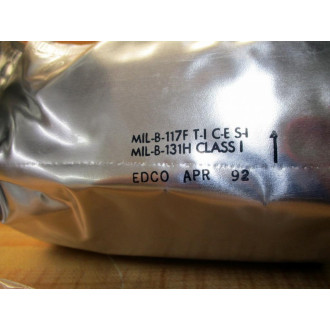 MIL-B-117F T-I C-E S-I
MIL-B-131H CLASS I
EDCO APR 92